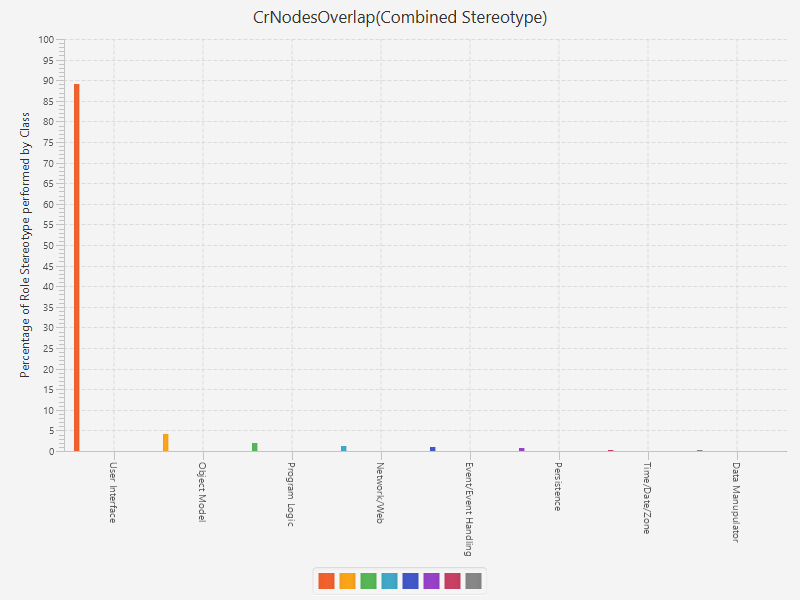 CrNodesOverlap(Combined Stereotype)
Percentage of Role Stereotype performed by Class
100
95
90
85
80
75
70
65
60
55
50
45
40
35
30
25
20
15
10
5
0
User Interface
Object Model
Program Logic
Network/Web
Event/Event Handling
Persistence
Time/Date/Zone
Data Manupulator